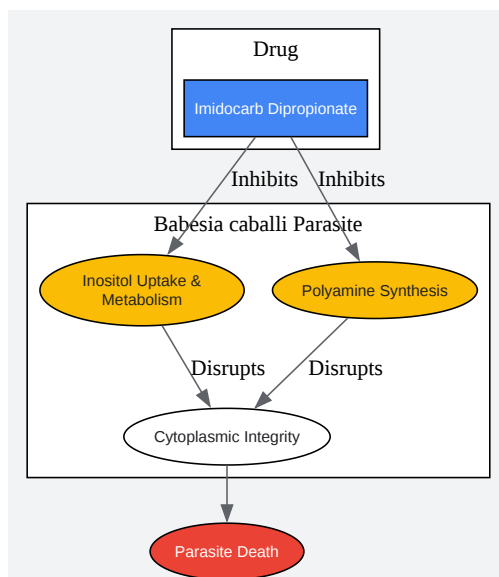 Drug
Imidocarb Dipropionate
Inhibits Inhibits
Babesia caballi Parasite
Inositol Uptake &
Metabolism
Polyamine Synthesis
Disrupts Disrupts
Cytoplasmic Integrity
Parasite Death